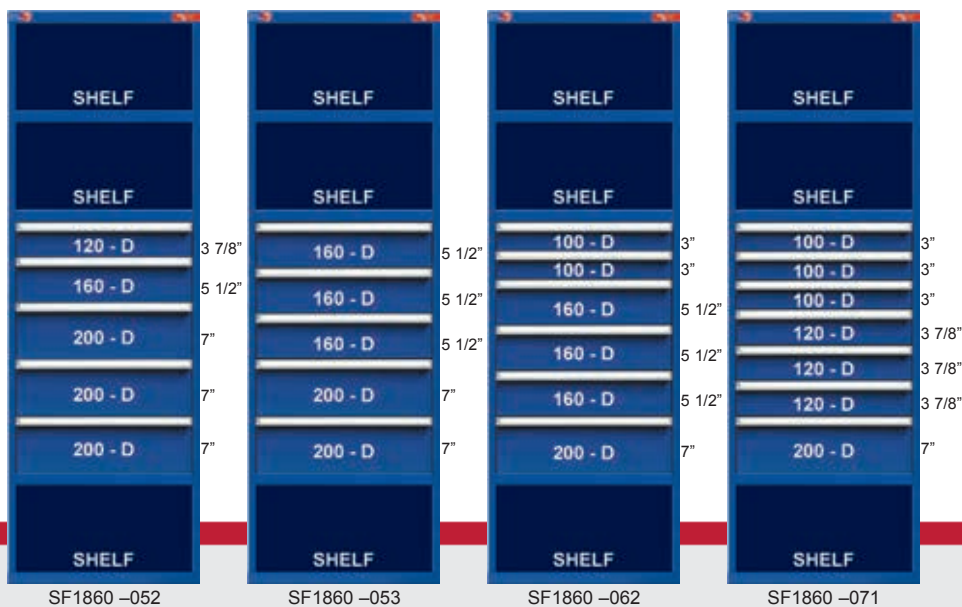 SHELF
SHELF
120 - D 3 7/8”
160 - D 5 1/2”
200 - D 7”
200 - D 7”
200 - D 7”
SHELF
SF1860 –052
SHELF
SHELF
160 - D 5 1/2”
160 - D 5 1/2”
160 - D 5 1/2”
200 - D 7”
200 - D 7”
SHELF
SF1860 –053
SHELF
SHELF
100 - D 3”
100 - D 3”
160 - D 5 1/2”
160 - D 5 1/2”
160 - D 5 1/2”
200 - D 7”
SHELF
SF1860 –062
SHELF
SHELF
100 - D 3”
100 - D 3”
100 - D 3”
120 - D 3 7/8”
120 - D 3 7/8”
120 - D 3 7/8”
200 - D 7”
SHELF
SF1860 –071